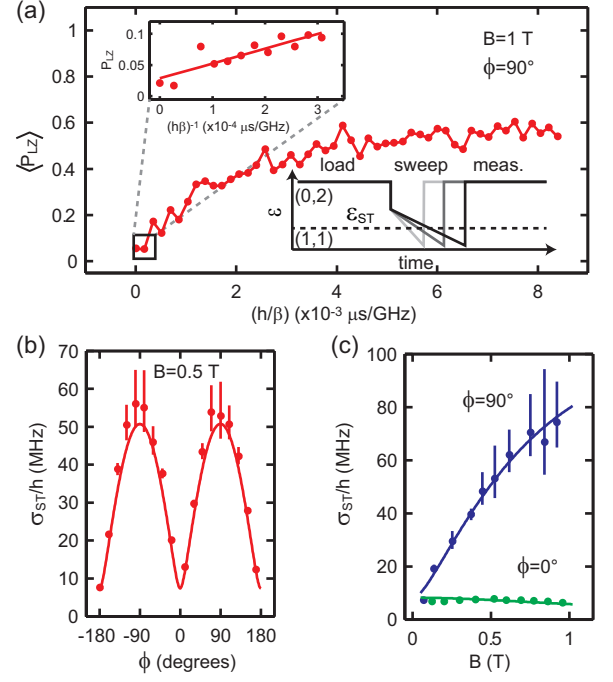 (a)
B=1 T
ϕ=90°
⟨P_LZ⟩
1
0.8
0.6
0.4
0.2
0
0 2 4 6 8
(h/β) (x10⁻³ μs/GHz)
P_LZ
0.1
0.05
0
0 1 2 3
(hβ)⁻¹ (x10⁻⁴ μs/GHz)
load sweep meas.
(0,2)
ε_ST
(1,1)
ε
time
(b)
B=0.5 T
σ_ST/h (MHz)
70
60
50
40
30
20
10
0
-180 -90 0 90 180
ϕ (degrees)
(c)
ϕ=90°
ϕ=0°
σ_ST/h (MHz)
100
80
60
40
20
0
0 0.5 1
B (T)